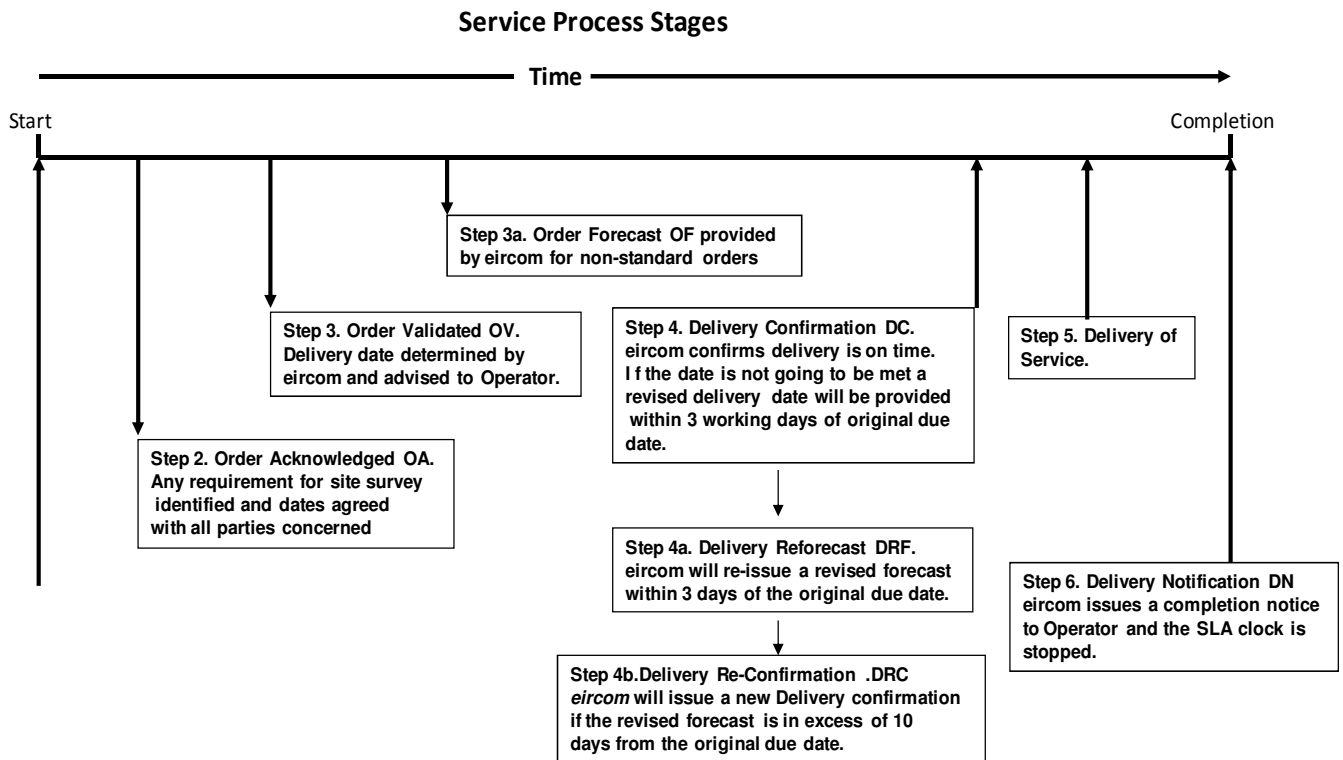 Service Process Stages
Time
Start
Completion
Step 3a. Order Forecast OF provided
by eircom for non-standard orders
Step 3. Order Validated OV.
Delivery date determined by
eircom and advised to Operator.
Step 4. Delivery Confirmation DC.
eircom confirms delivery is on time.
If the date is not going to be met a
revised delivery date will be provided
within 3 working days of original due
date.
Step 5. Delivery of
Service.
Step 2. Order Acknowledged OA.
Any requirement for site survey
identified and dates agreed
with all parties concerned
Step 4a. Delivery Reforecast DRF.
eircom will re-issue a revised forecast
within 3 days of the original due date.
Step 6. Delivery Notification DN
eircom issues a completion notice
to Operator and the SLA clock is
stopped.
Step 4b.Delivery Re-Confirmation .DRC
eircom will issue a new Delivery confirmation
if the revised forecast is in excess of 10
days from the original due date.